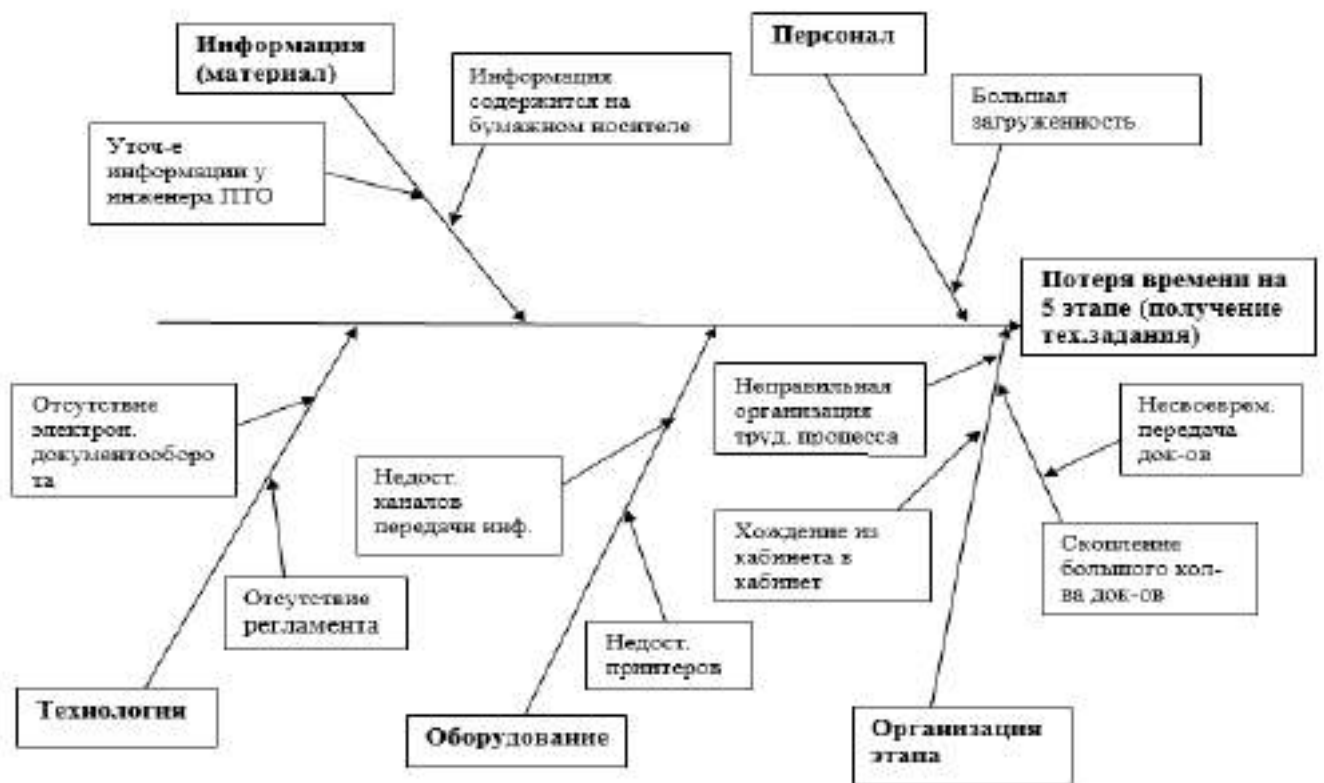 Информация
(материал)
Персонал
Информация
содержится на
бумажном носителе
Большая
загруженность
Уточ-е
информации у
инженера ПТО
Потеря времени на
5 этапе (получение
тех.задания)
Отсутствие
электрон.
документооборо
та
Неправильная
организация
труд. процесса
Несвоеврем.
передача
док-ов
Недост.
каналов
передачи инф.
Хождение из
кабинета в
кабинет
Скопление
большого кол-
ва док-ов
Отсутствие
регламента
Недост.
принтеров
Технология
Оборудование
Организация
этапа